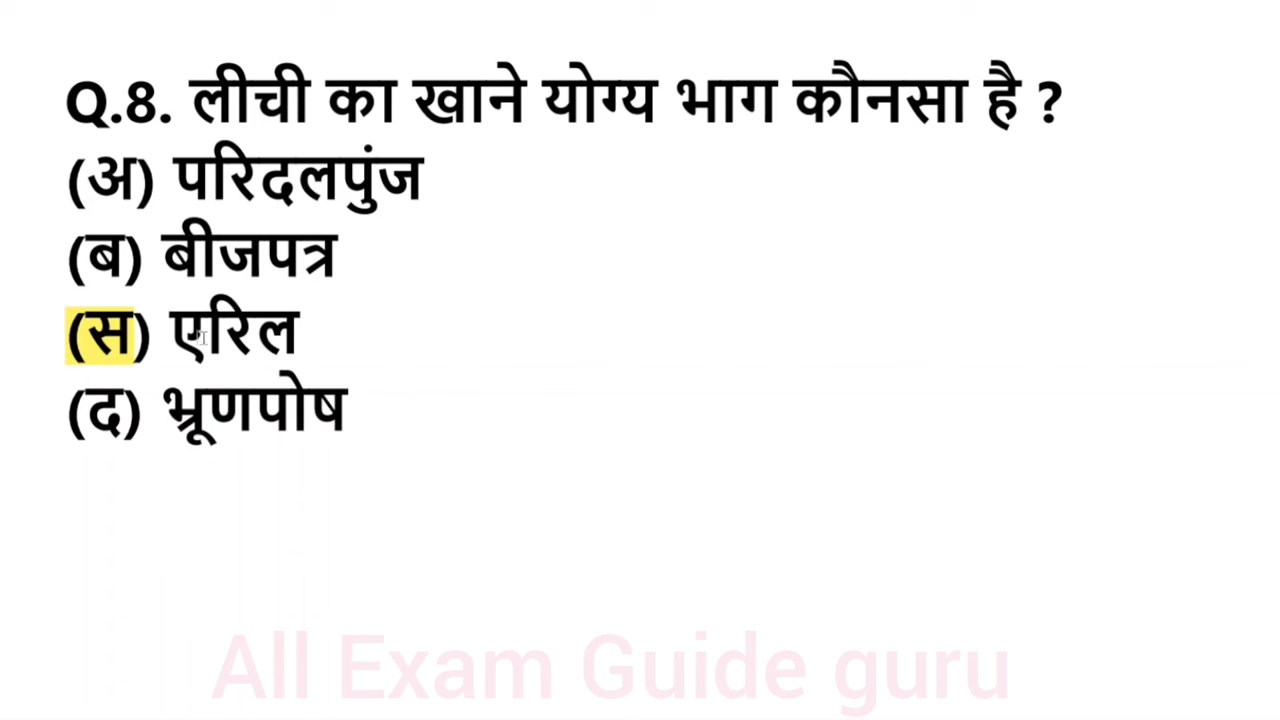 Q.8. लीची का खाने योग्य भाग कौनसा है ?
(अ) परिदलपुंज
(ब) बीजपत्र
(स) एरिल
(द) भ्रूणपोष
All Exam Guide guru